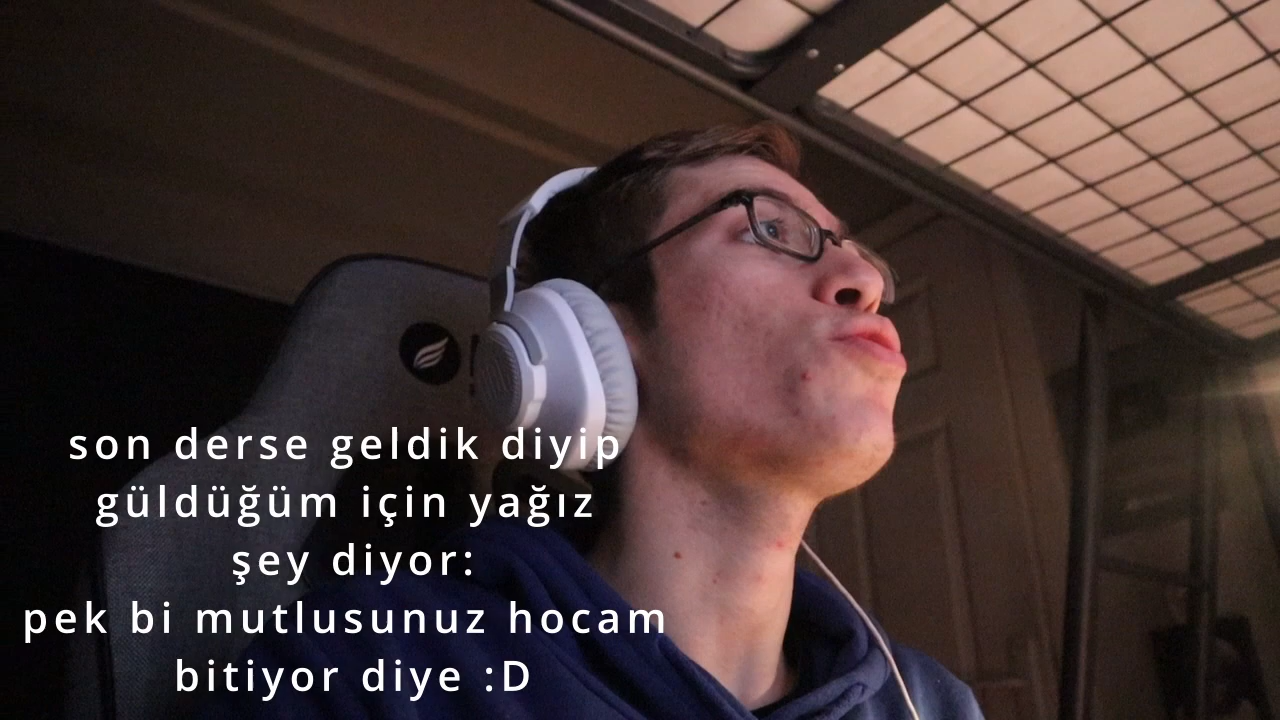 son derse geldik diyip
güldüğüm için yağız
şey diyor:
pek bi mutlusunuz hocam
bitiyor diye :D